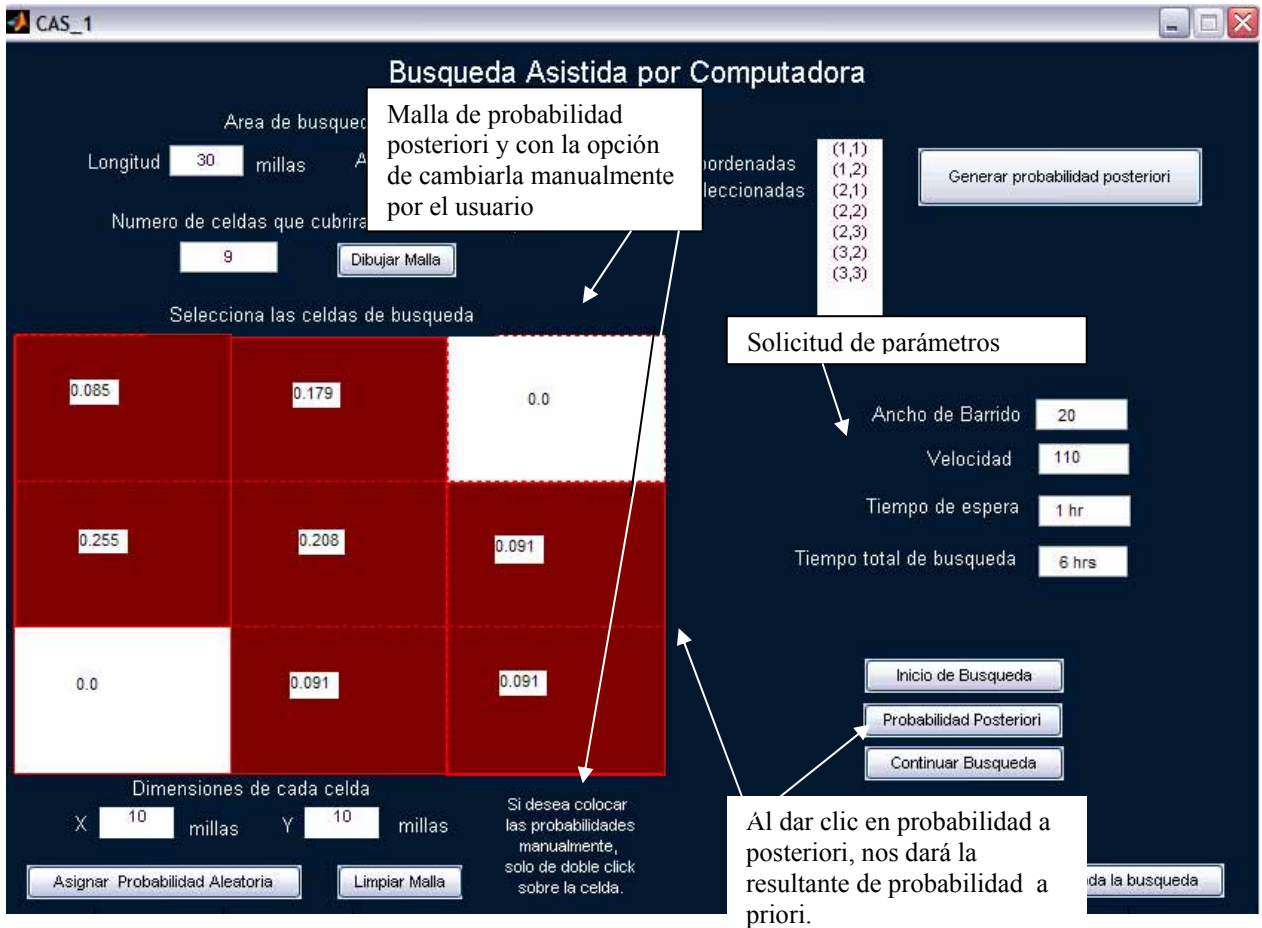 CAS_1
Busqueda Asistida por Computadora
Area de
Longitud 30 millas
Numero de celdas que
9 Dibujar Malla
Malla de probabilidad
posteriori y con la opción
de cambiarla manualmente
por el usuario
(1,1)
(1,2)
(2,1)
(2,2)
(2,3)
(3,2)
(3,3)
Generar probabilidad posteriori
Selecciona las celdas de busqueda
0.085 0.179 0.0
0.255 0.208 0.091
0.0 0.091 0.091
Solicitud de parámetros
Ancho de Barrido 20
Velocidad 110
Tiempo de espera 1 hr
Tiempo total de busqueda 6 hrs
Inicio de Busqueda
Probabilidad Posteriori
Continuar Busqueda
Dimensiones de cada celda
X 10 millas Y 10 millas
Asignar Probabilidad Aleatoria
Limpiar Malla
Si desea colocar
las probabilidades
manualmente,
solo de doble click
sobre la celda.
Al dar clic en probabilidad a
posteriori, nos dará la
resultante de probabilidad a
priori.
la busqueda